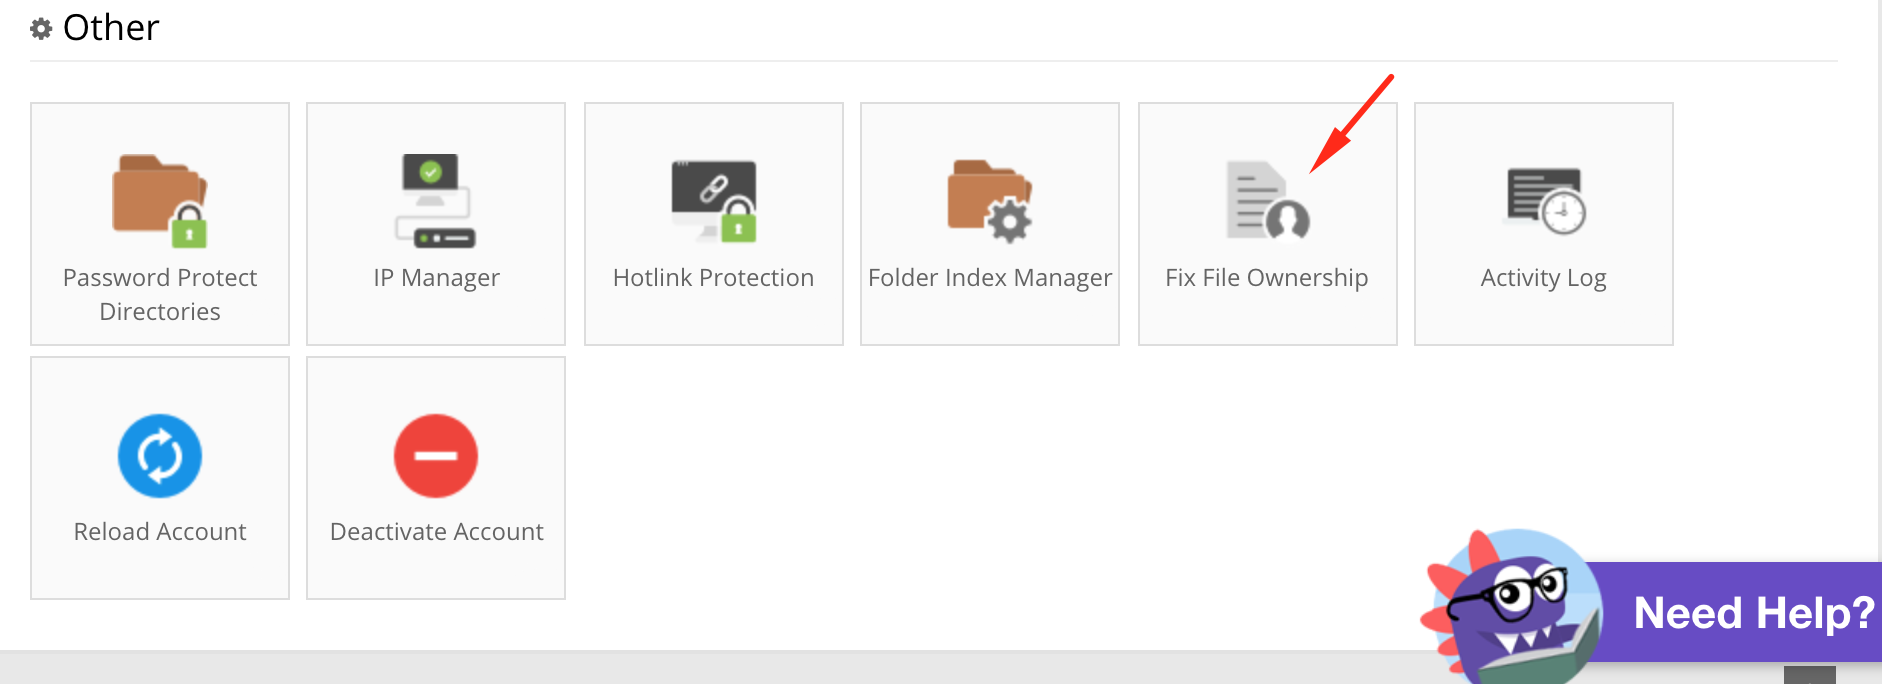 Other
Password Protect
Directories
IP Manager
Hotlink Protection
Folder Index Manager
Fix File Ownership
Activity Log
Reload Account
Deactivate Account
Need Help?